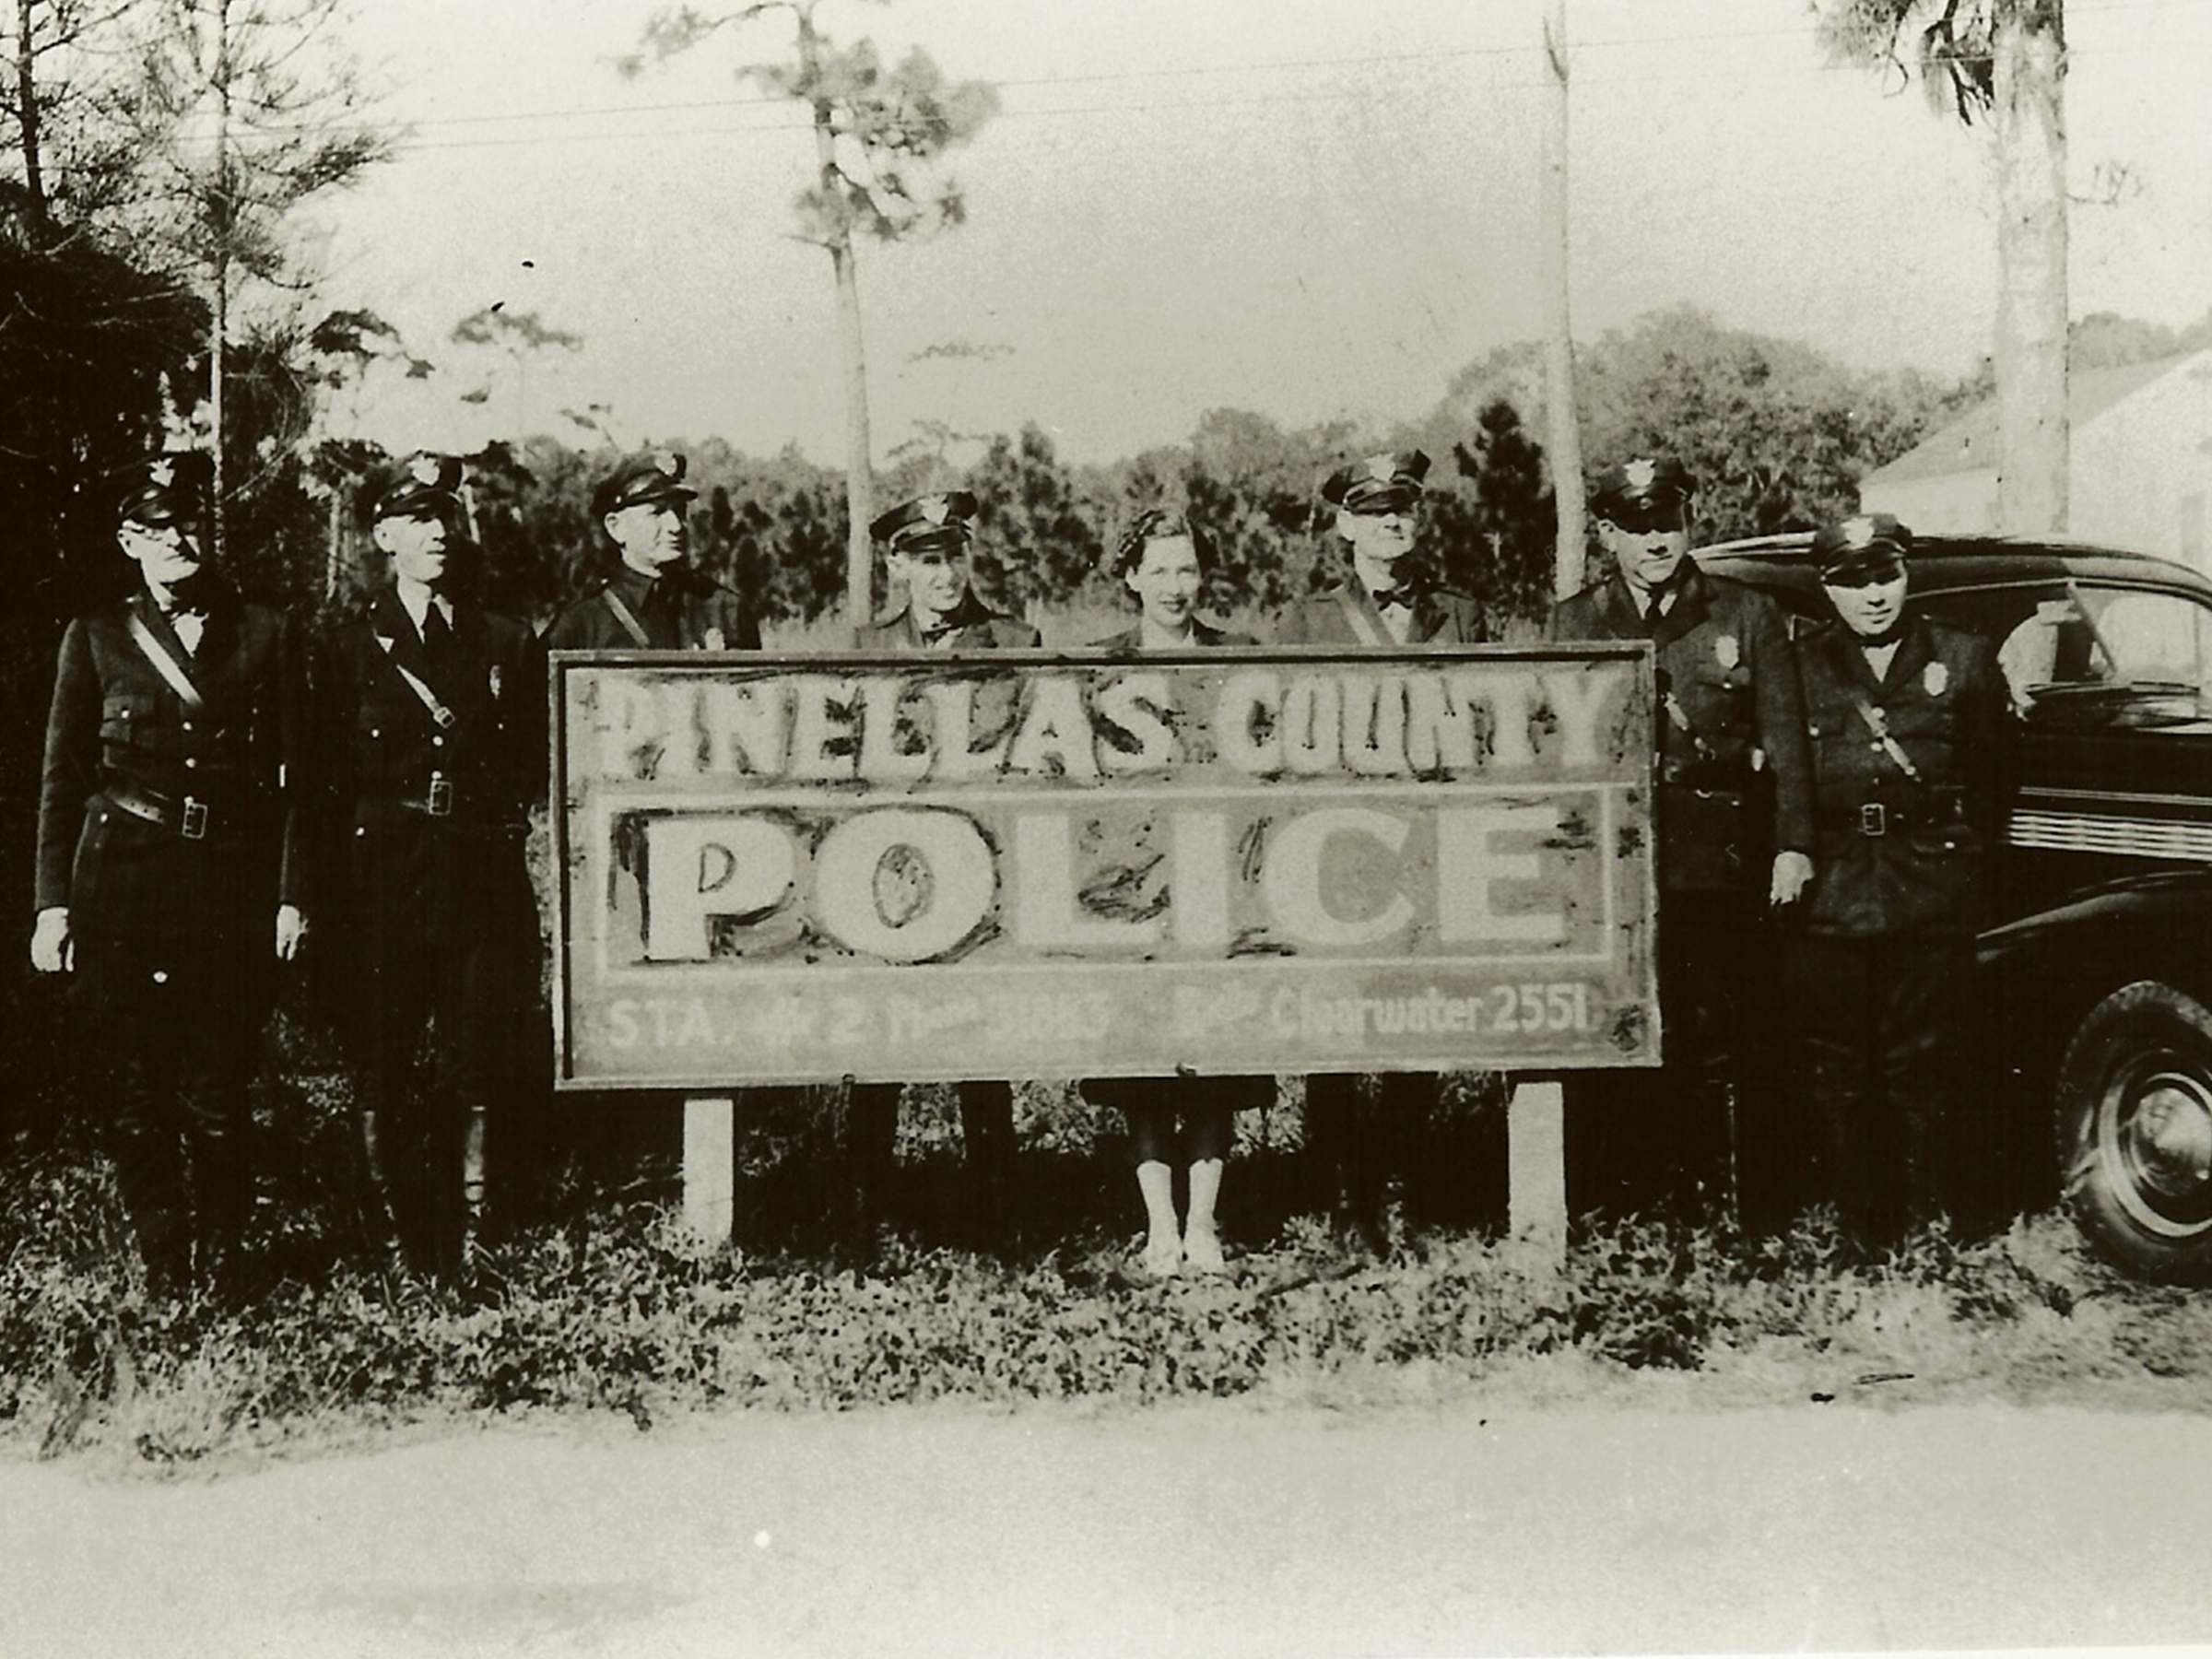 PINELLAS COUNTY
POLICE
STA. 2 Clearwater 2551